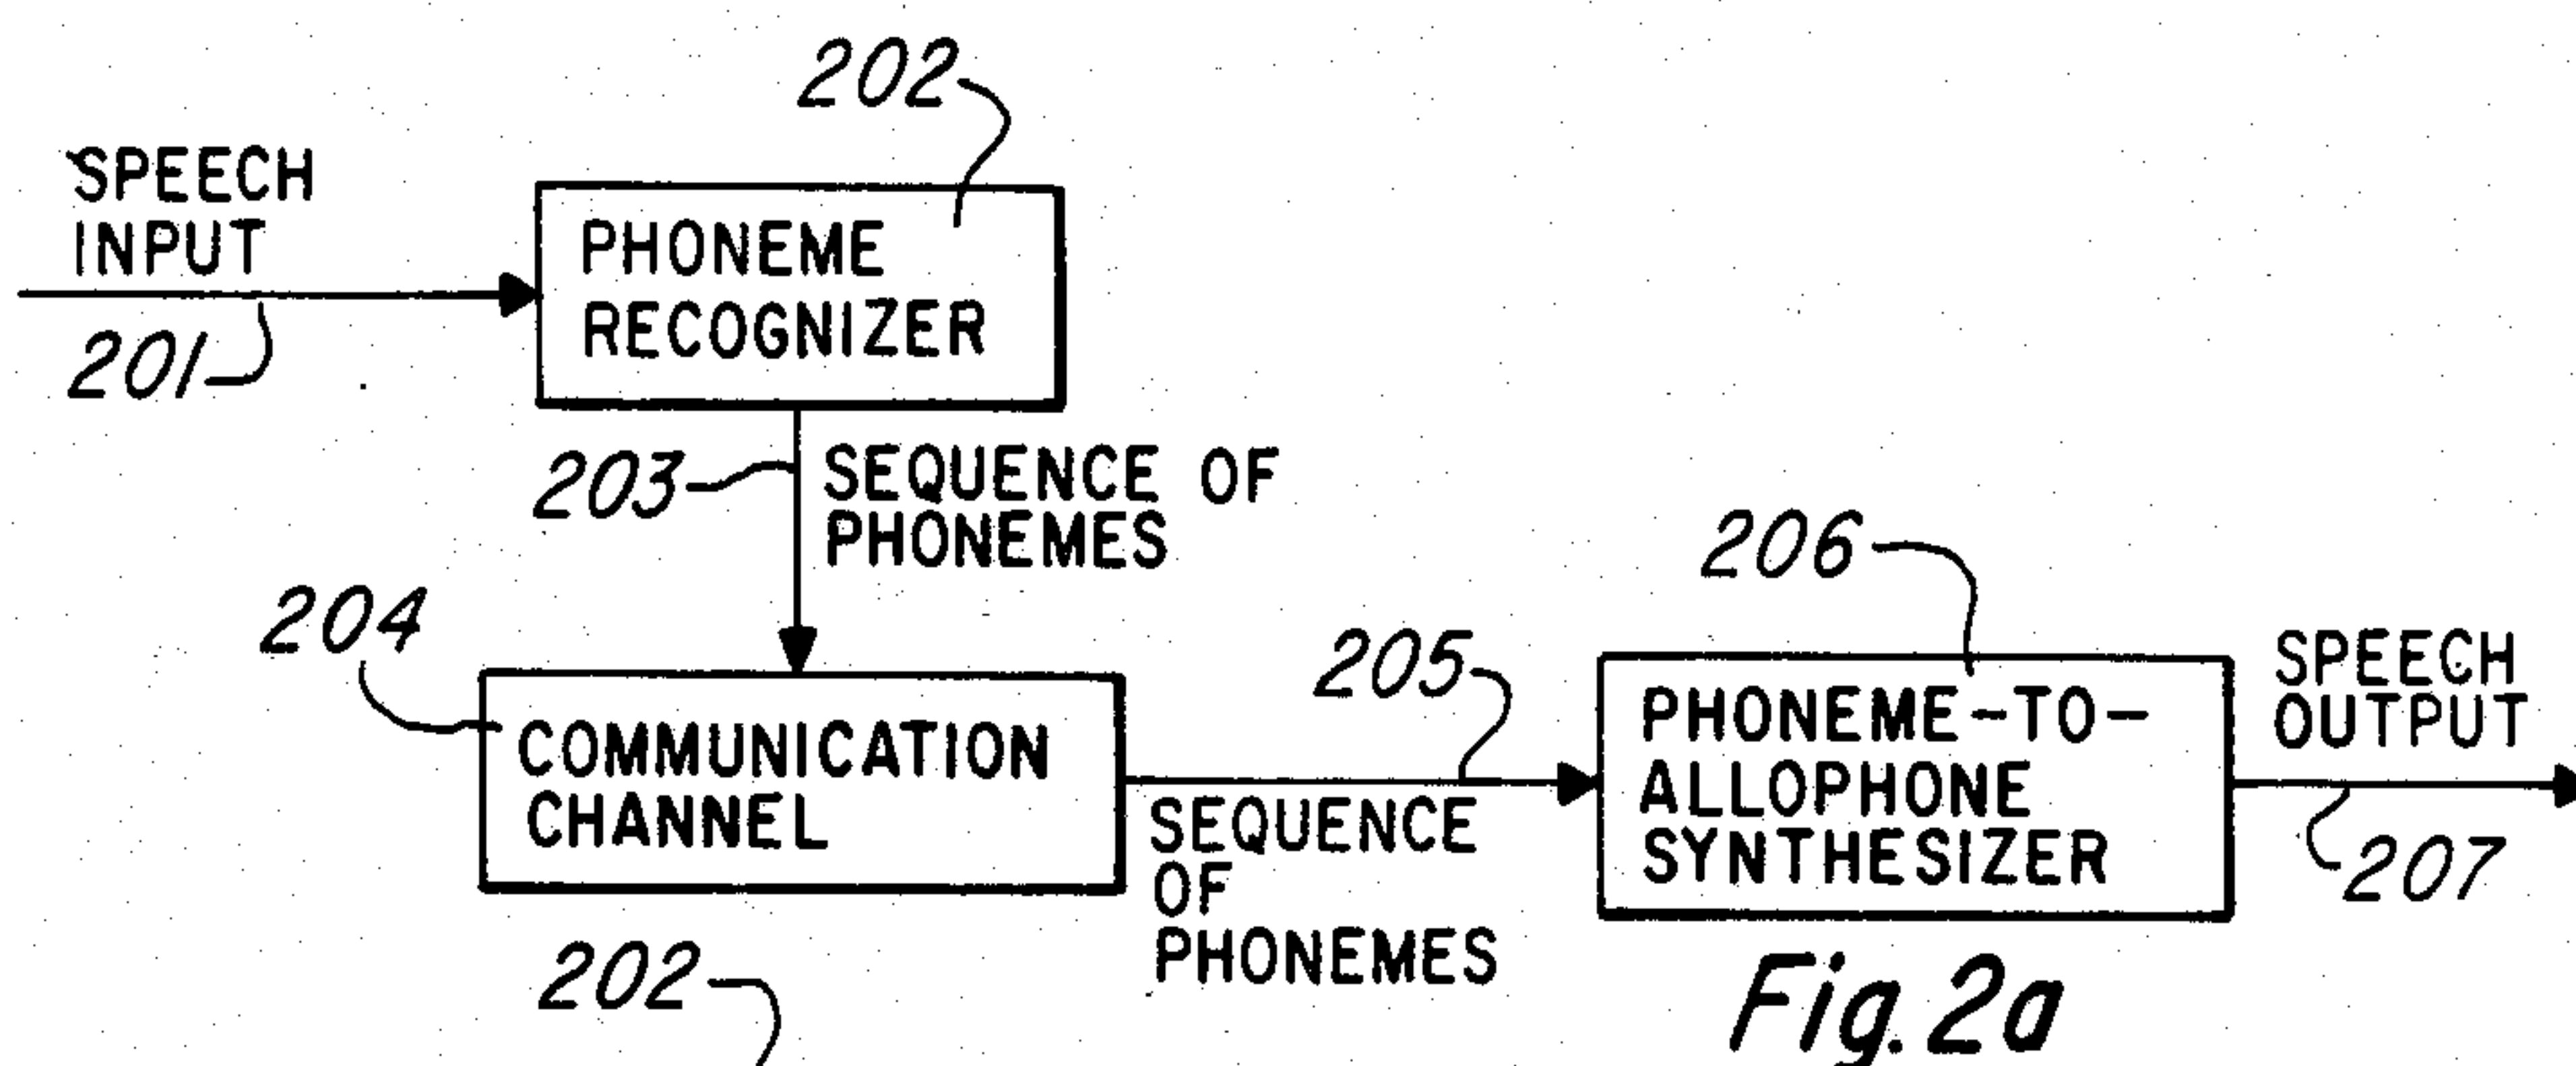 202
SPEECH
INPUT
201
PHONEME
RECOGNIZER
203
SEQUENCE OF
PHONEMES
204
COMMUNICATION
CHANNEL
205
SEQUENCE
OF
PHONEMES
206
PHONEME-TO-
ALLOPHONE
SYNTHESIZER
SPEECH
OUTPUT
207
202
Fig. 2a